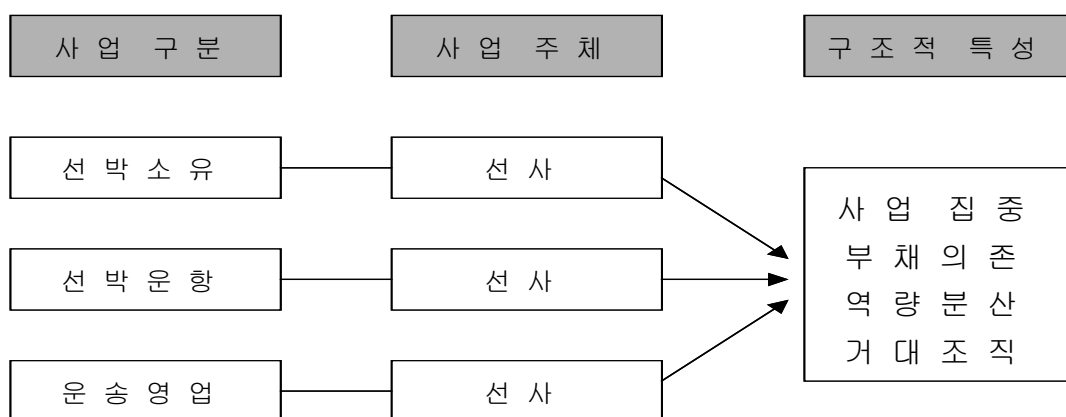 사업 구분
사업 주체
구조적 특성
선박소유
선사
선박운항
선사
운송영업
선사
사업 집중
부채의존
역량분산
거대조직